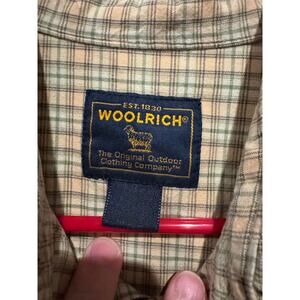 EST. 1830
WOOLRICH®
The Original Outdoor
Clothing Company™